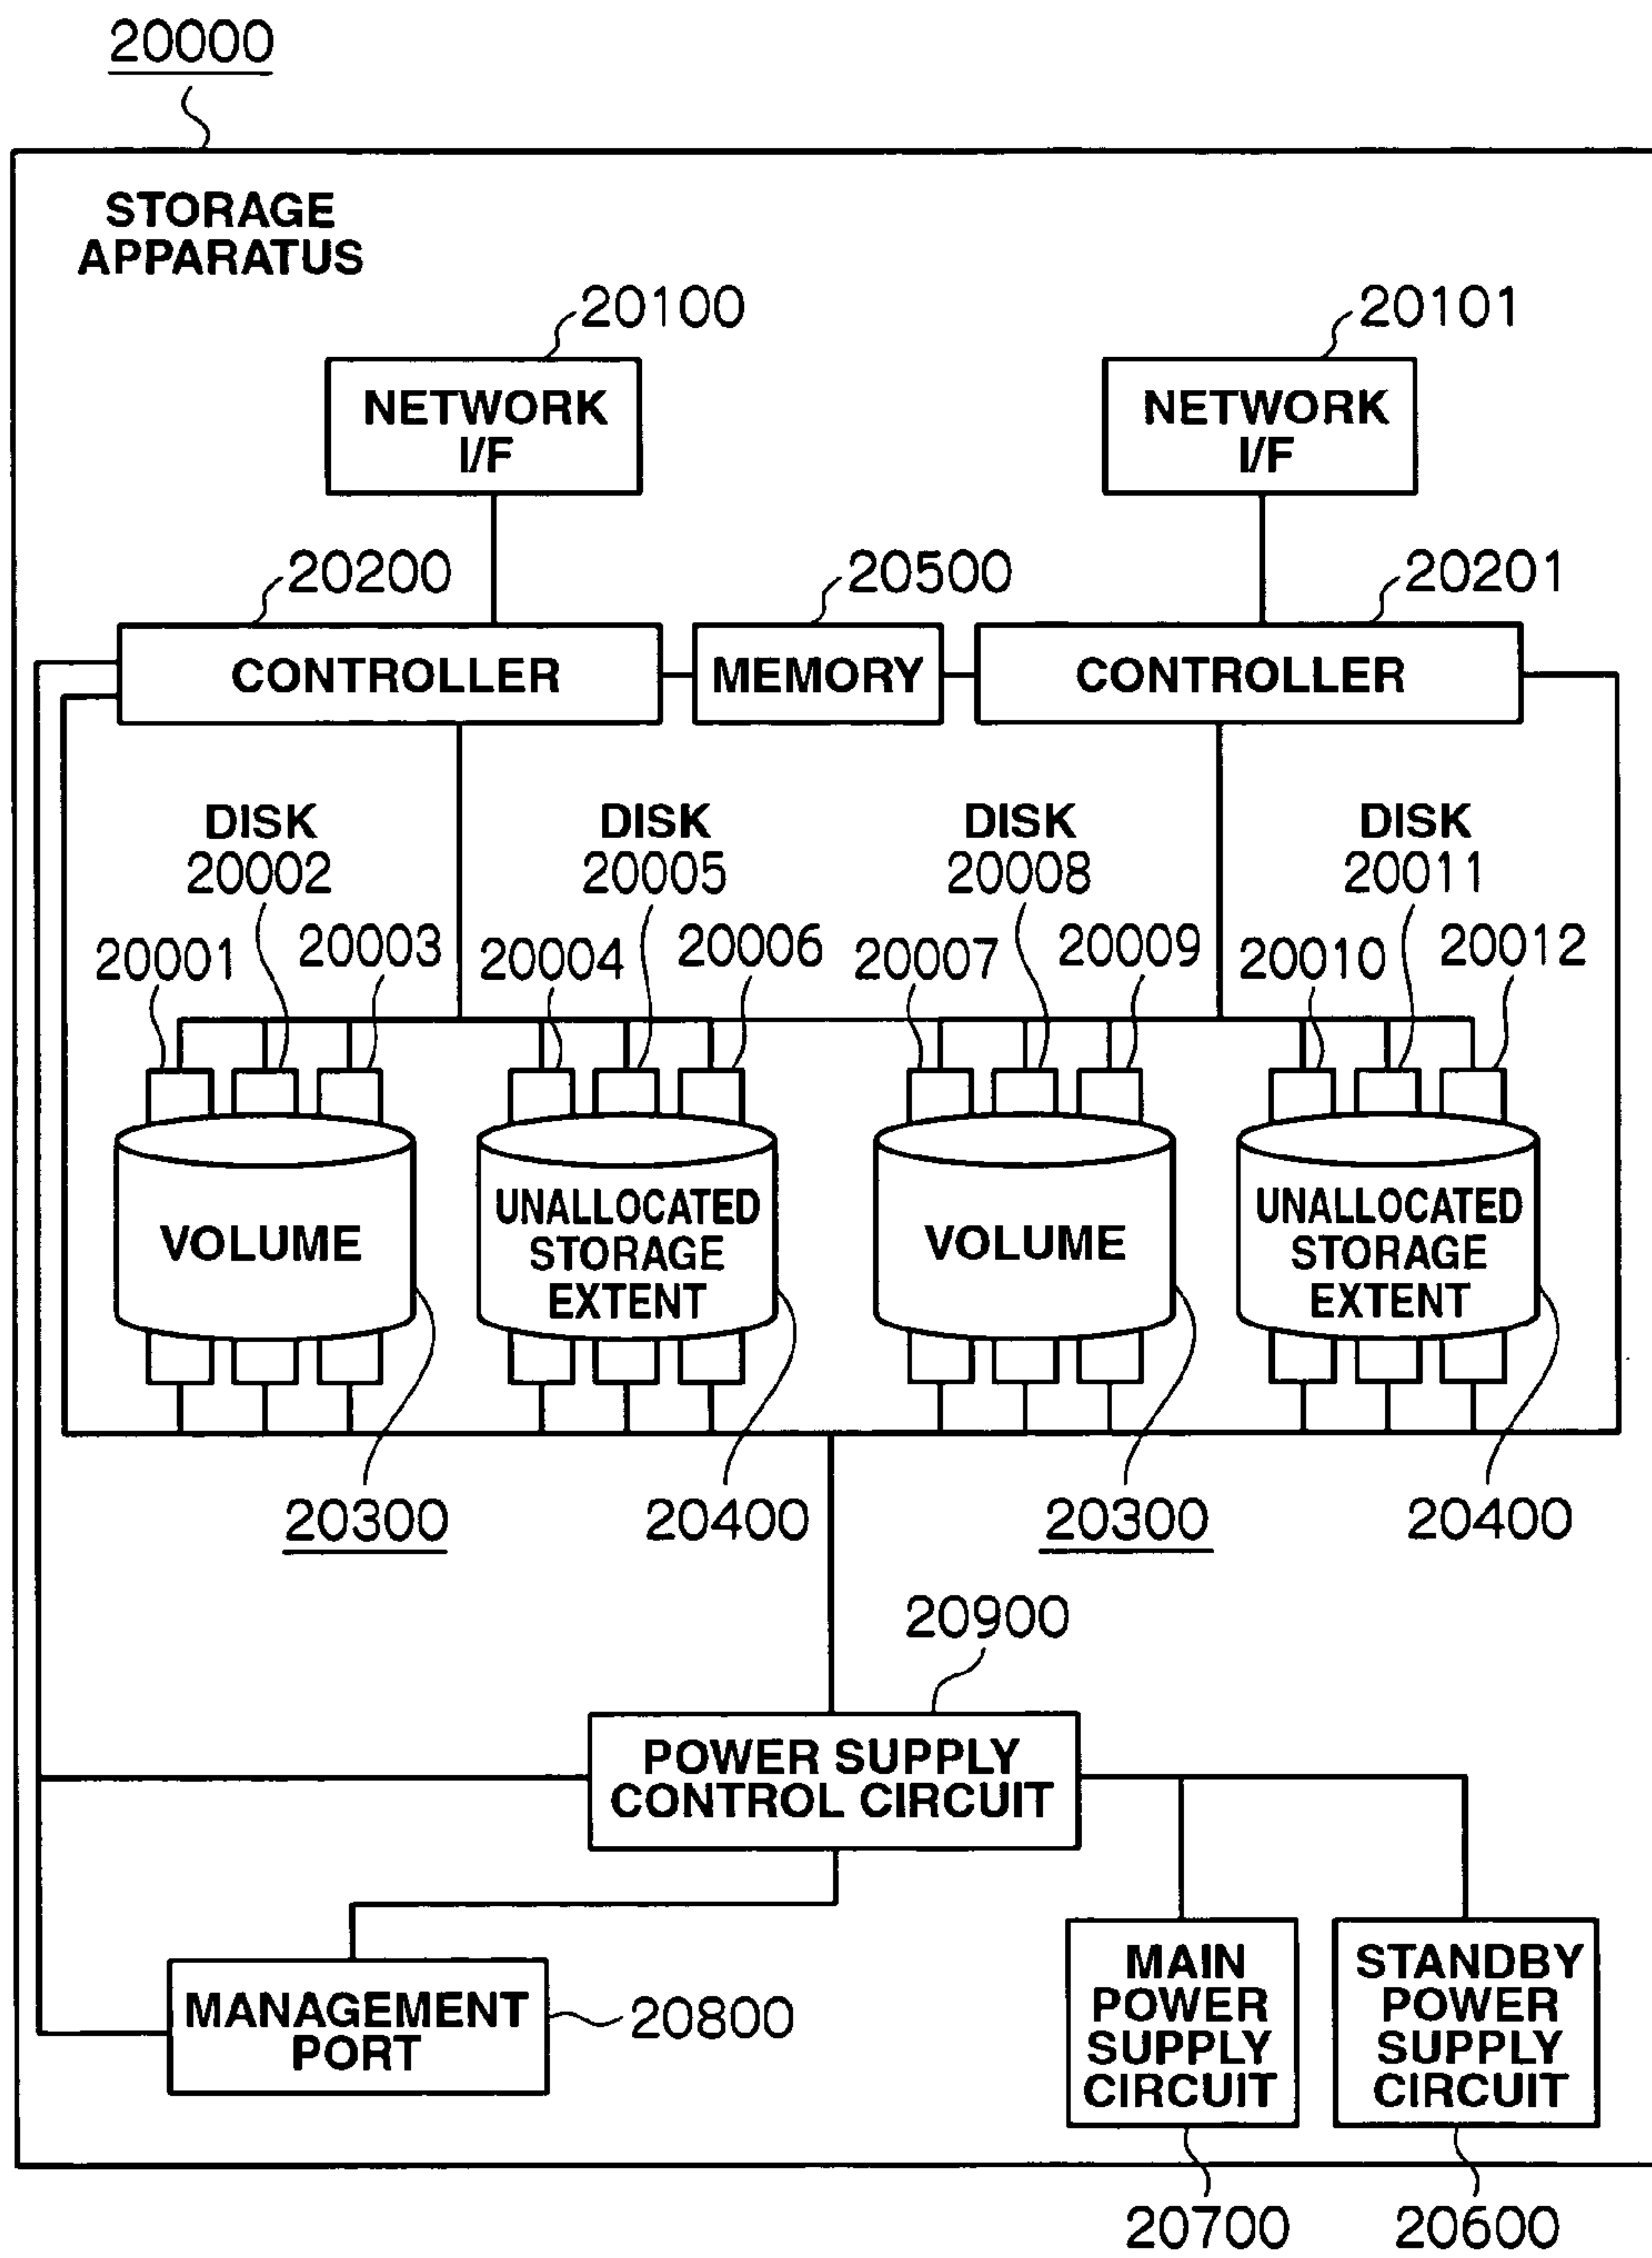 20000
STORAGE
APPARATUS
20100
20101
NETWORK
I/F
NETWORK
I/F
20200
20500
20201
CONTROLLER
MEMORY
CONTROLLER
DISK
20002
DISK
20005
DISK
20008
DISK
20011
20001
20003
20004
20006
20007
20009
20010
20012
VOLUME
UNALLOCATED
STORAGE
EXTENT
VOLUME
UNALLOCATED
STORAGE
EXTENT
20300
20400
20300
20400
20900
POWER SUPPLY
CONTROL CIRCUIT
MANAGEMENT
PORT
20800
MAIN
POWER
SUPPLY
CIRCUIT
STANDBY
POWER
SUPPLY
CIRCUIT
20700
20600